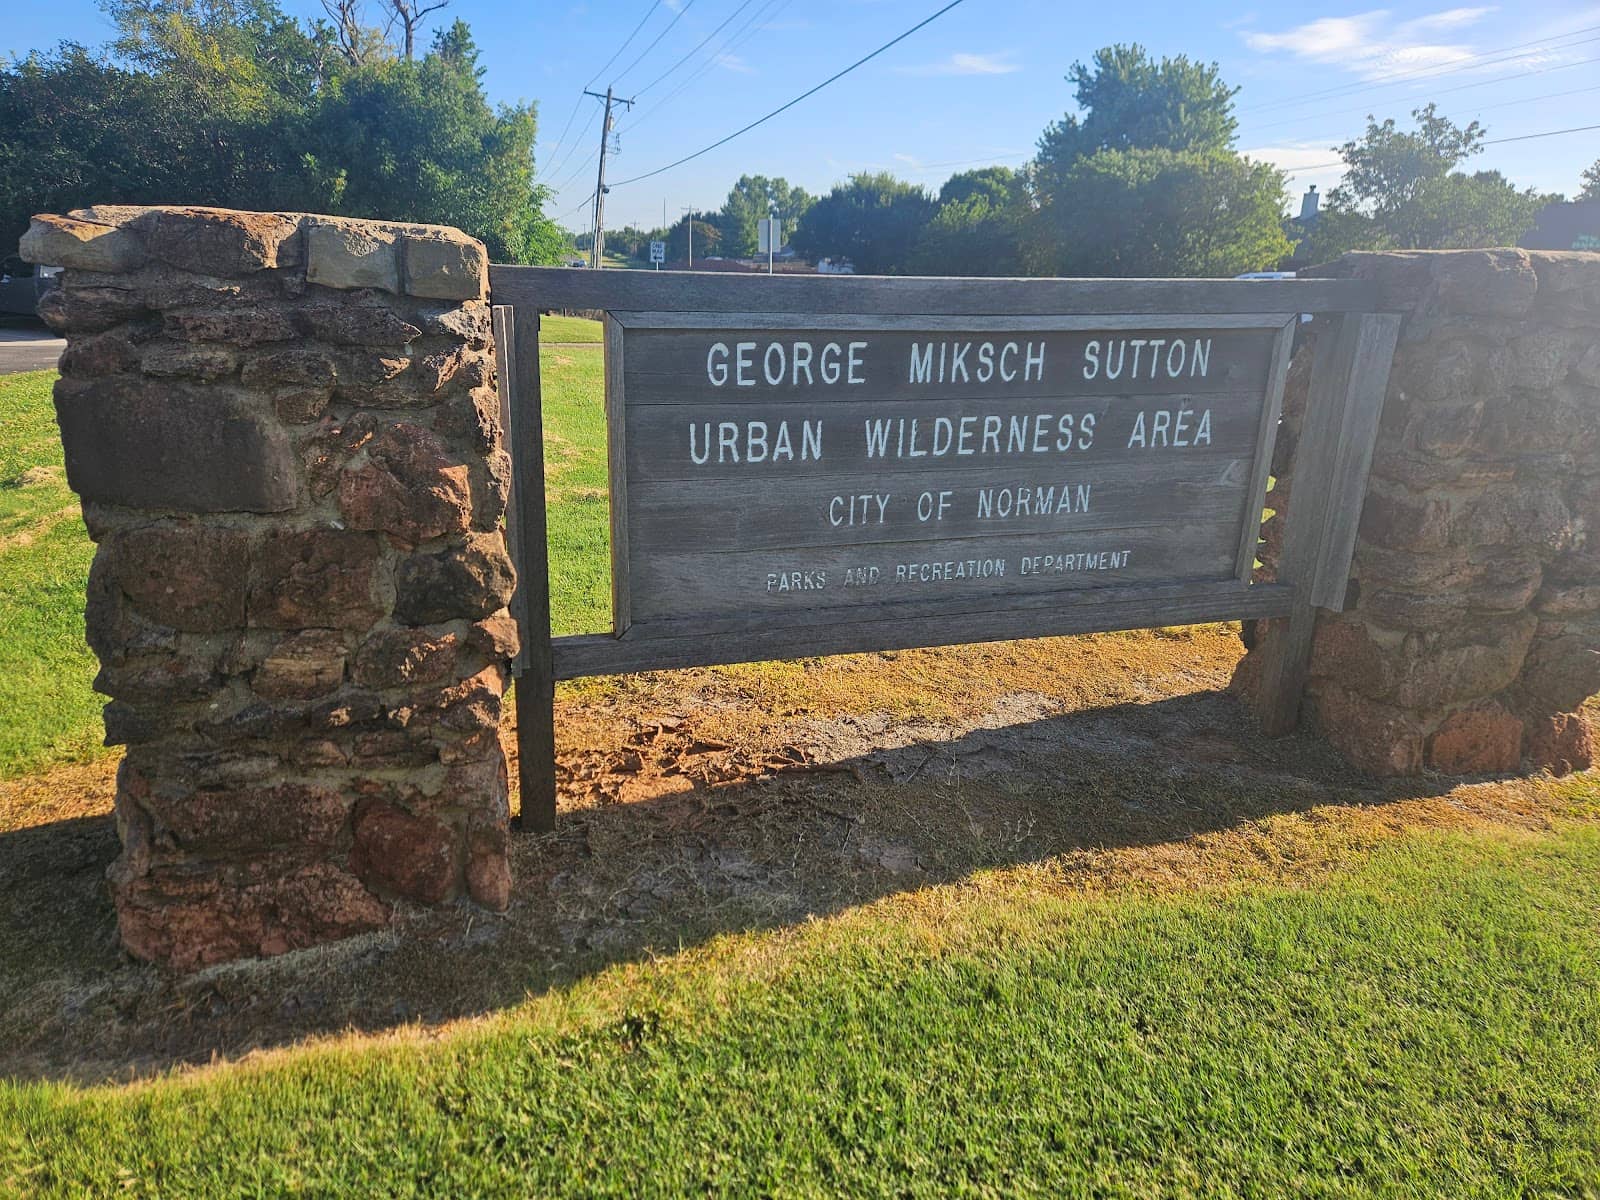 GEORGE MIKSCH SUTTON
URBAN WILDERNESS AREA
CITY OF NORMAN
PARKS AND RECREATION DEPARTMENT